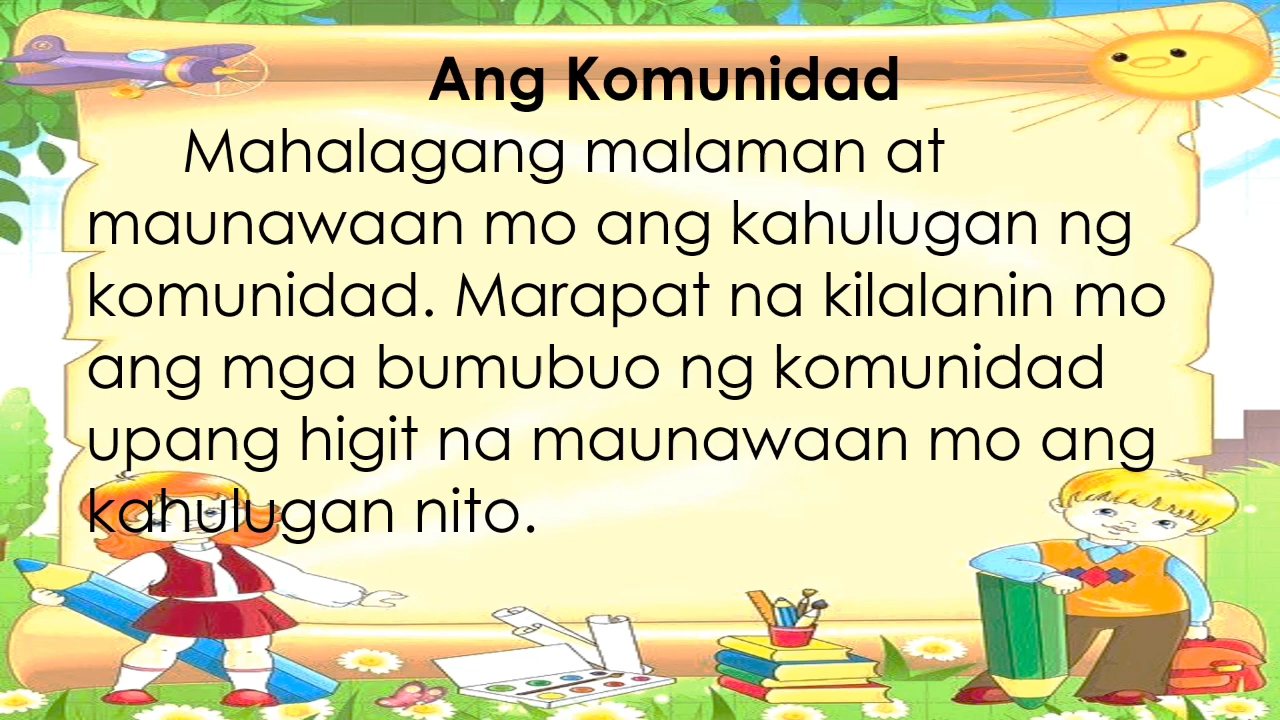 Ang Komunidad
Mahalagang malaman at
maunawaan mo ang kahulugan ng
komunidad. Marapat na kilalanin mo
ang mga bumubuo ng komunidad
upang higit na maunawaan mo ang
kahulugan nito.